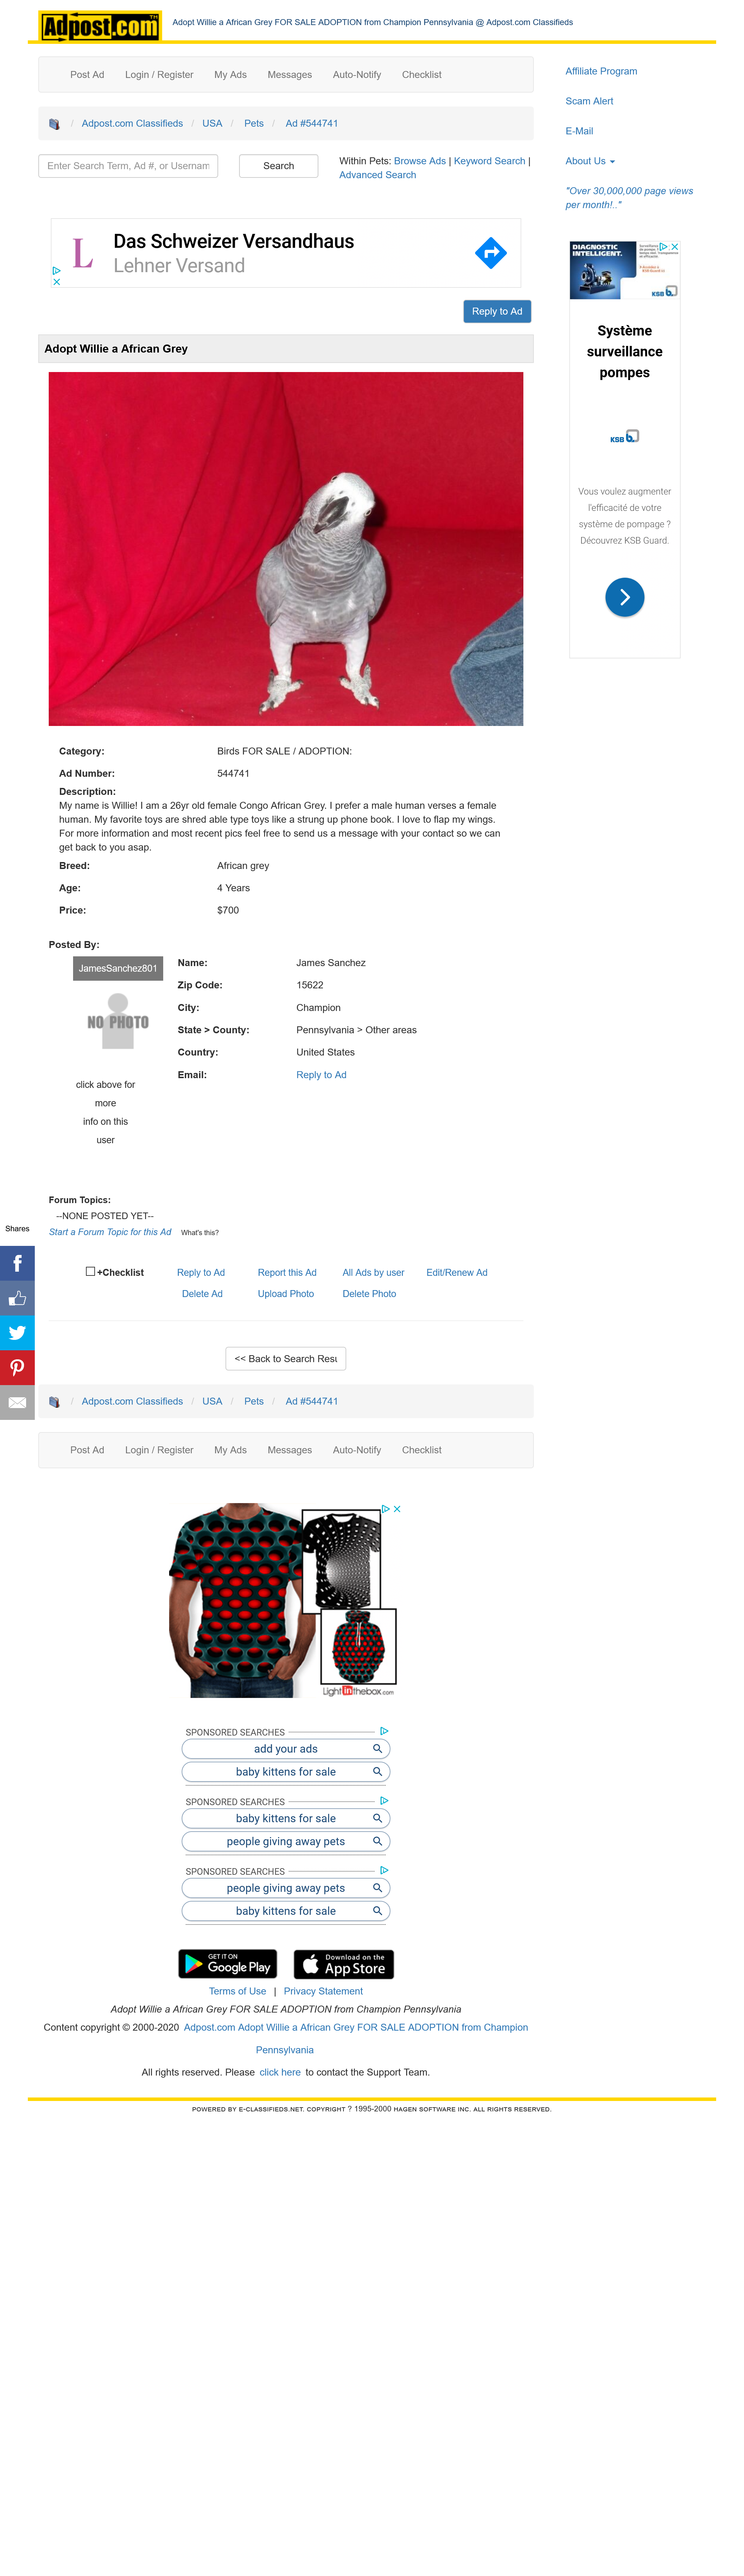 Adpost.com
Adopt Willie a African Grey FOR SALE ADOPTION from Champion Pennsylvania @ Adpost.com Classifieds
Post Ad Login / Register My Ads Messages Auto-Notify Checklist
/ Adpost.com Classifieds / USA / Pets / Ad #544741
Enter Search Term, Ad #, or Usernam
Search
Within Pets: Browse Ads | Keyword Search |
Advanced Search
Affiliate Program
Scam Alert
E-Mail
About Us
"Over 30,000,000 page views
per month!.."
L
Das Schweizer Versandhaus
Lehner Versand
Reply to Ad
DIAGNOSTIC
INTELLIGENT.
KSB
Système
surveillance
pompes
KSB
Vous voulez augmenter
l'efficacité de votre
système de pompage ?
Découvrez KSB Guard.
Adopt Willie a African Grey
Category: Birds FOR SALE / ADOPTION:
Ad Number: 544741
Description:
My name is Willie! I am a 26yr old female Congo African Grey. I prefer a male human verses a female
human. My favorite toys are shred able type toys like a strung up phone book. I love to flap my wings.
For more information and most recent pics feel free to send us a message with your contact so we can
get back to you asap.
Breed: African grey
Age: 4 Years
Price: $700
Posted By:
JamesSanchez801
NO PHOTO
click above for
more
info on this
user
Name: James Sanchez
Zip Code: 15622
City: Champion
State > County: Pennsylvania > Other areas
Country: United States
Email: Reply to Ad
Forum Topics:
--NONE POSTED YET--
Start a Forum Topic for this Ad What's this?
Shares
+Checklist Reply to Ad Report this Ad All Ads by user Edit/Renew Ad
Delete Ad Upload Photo Delete Photo
<< Back to Search Resu
/ Adpost.com Classifieds / USA / Pets / Ad #544741
Post Ad Login / Register My Ads Messages Auto-Notify Checklist
Lightinthebox.com
SPONSORED SEARCHES
add your ads
baby kittens for sale
SPONSORED SEARCHES
baby kittens for sale
people giving away pets
SPONSORED SEARCHES
people giving away pets
baby kittens for sale
GET IT ON
Google Play
Download on the
App Store
Terms of Use | Privacy Statement
Adopt Willie a African Grey FOR SALE ADOPTION from Champion Pennsylvania
Content copyright © 2000-2020 Adpost.com Adopt Willie a African Grey FOR SALE ADOPTION from Champion
Pennsylvania
All rights reserved. Please click here to contact the Support Team.
POWERED BY E-CLASSIFIEDS.NET. COPYRIGHT ? 1995-2000 HAGEN SOFTWARE INC. ALL RIGHTS RESERVED.